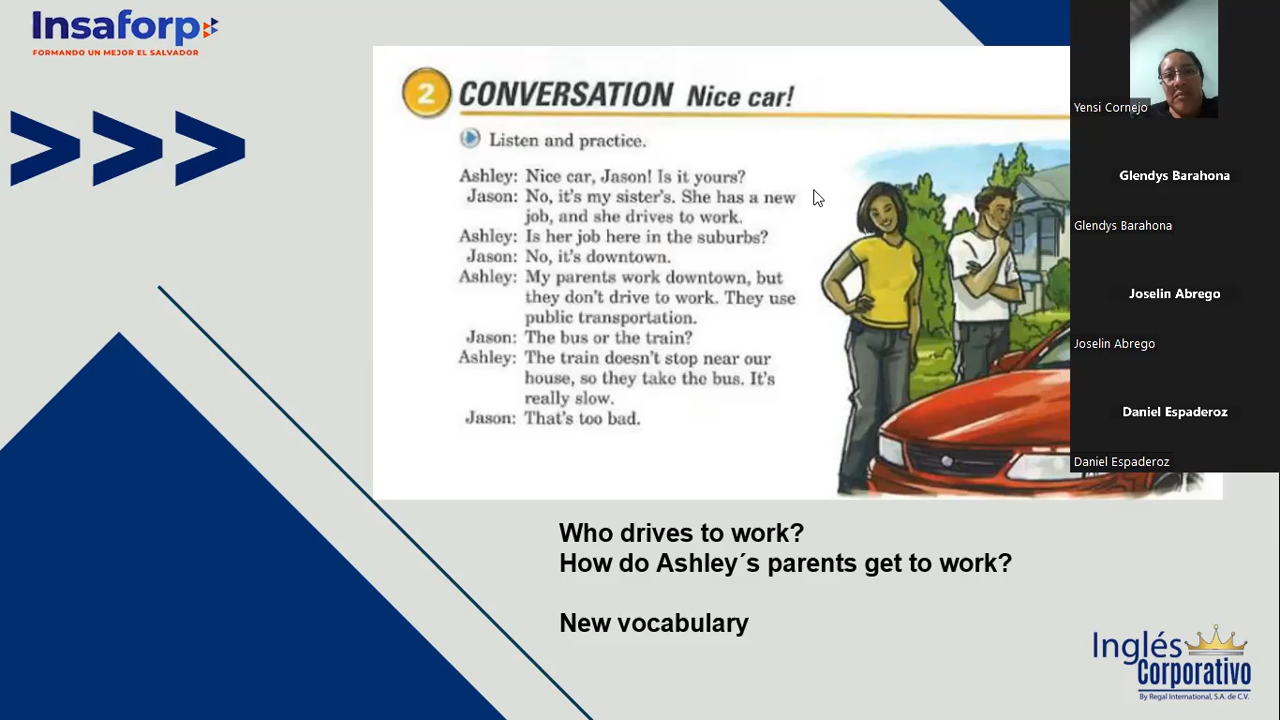 Insaforp
FORMANDO UN MEJOR EL SALVADOR
2 CONVERSATION Nice car!
Listen and practice.
Ashley: Nice car, Jason! Is it yours?
Jason: No, it's my sister's. She has a new
job, and she drives to work.
Ashley: Is her job here in the suburbs?
Jason: No, it's downtown.
Ashley: My parents work downtown, but
they don't drive to work. They use
public transportation.
Jason: The bus or the train?
Ashley: The train doesn't stop near our
house, so they take the bus. It's
really slow.
Jason: That's too bad.
Who drives to work?
How do Ashley´s parents get to work?
New vocabulary
Yensi Cornejo
Glendys Barahona
Glendys Barahona
Joselin Abrego
Joselin Abrego
Daniel Espaderoz
Daniel Espaderoz
Inglés
Corporativo
By Regal International, S.A. de C.V.